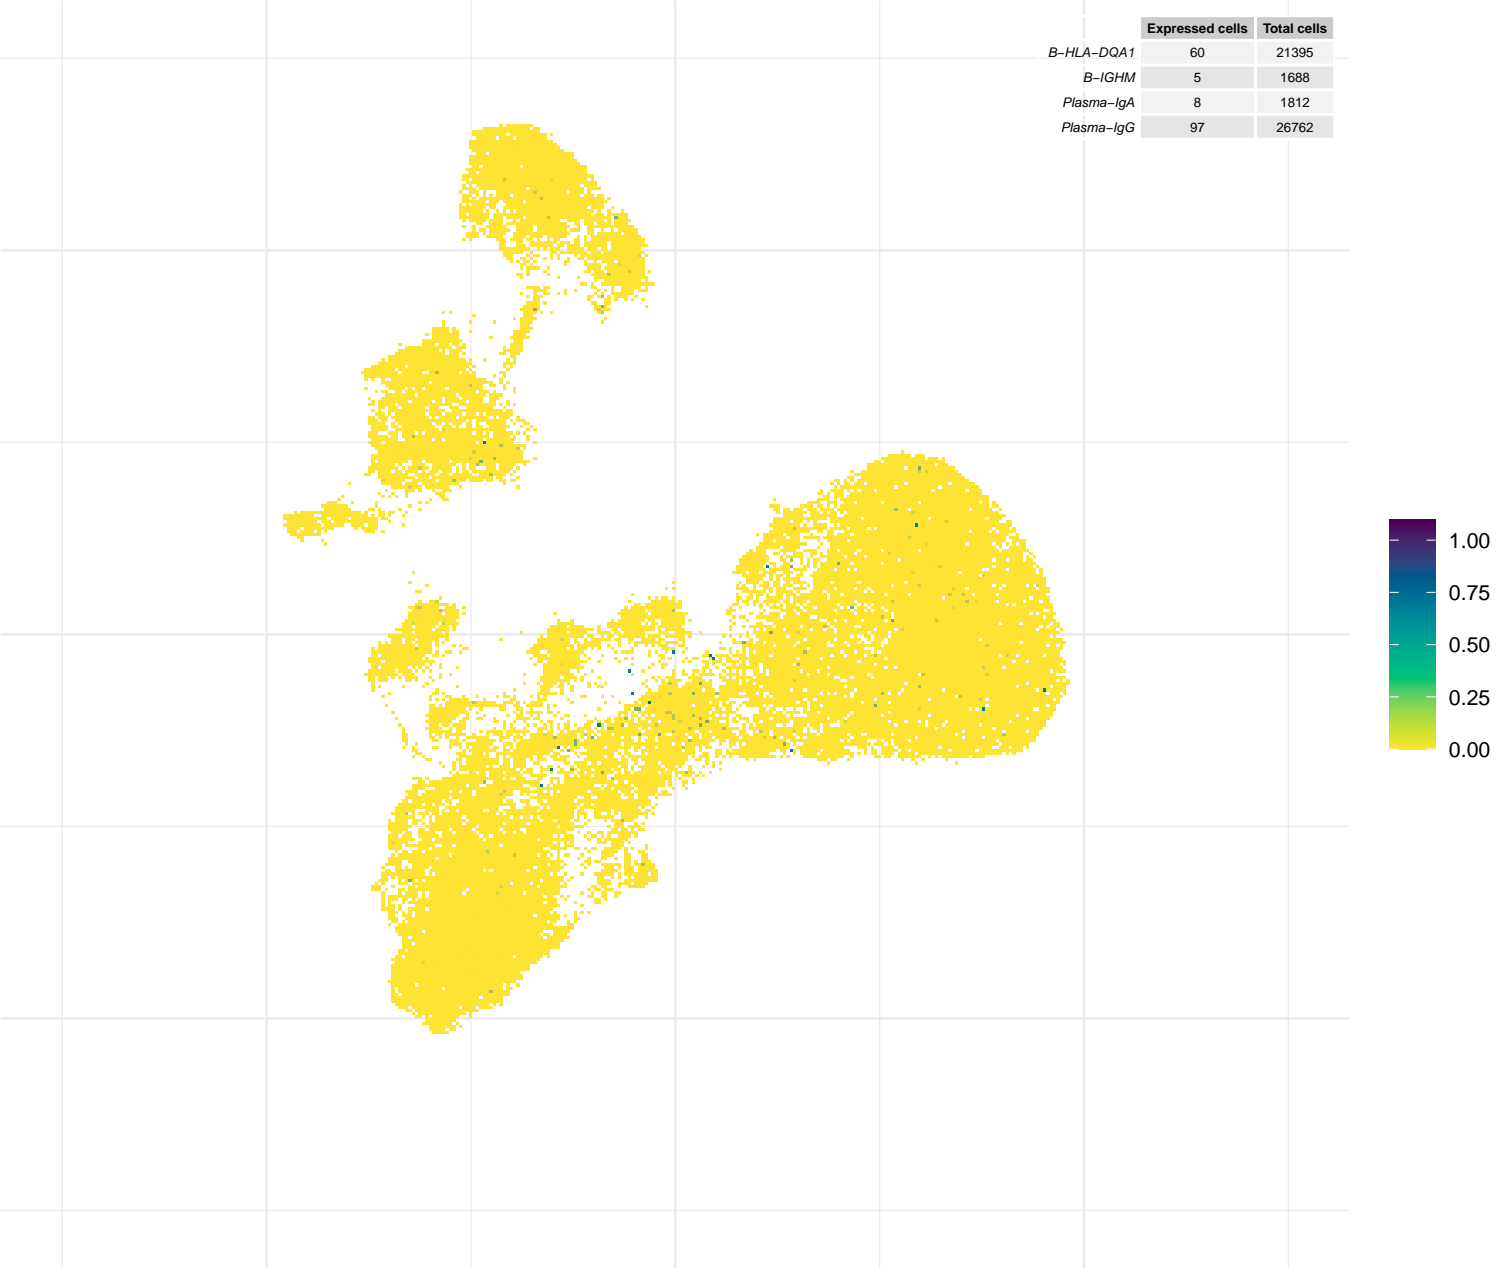 Expressed cells Total cells
B−HLA−DQA1 60 21395
B−IGHM 5 1688
Plasma−IgA 8 1812
Plasma−IgG 97 26762
1.00
0.75
0.50
0.25
0.00